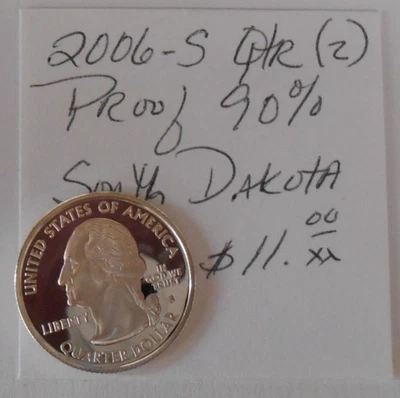 2006-S Qtr (2)
Proof 90%
South Dakota
$11.00/xx
UNITED STATES OF AMERICA
IN
GOD WE
TRUST
S
LIBERTY
QUARTER DOLLAR